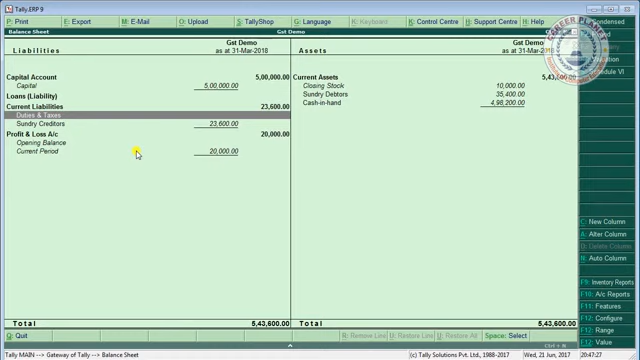 Tally.ERP 9
P: Print E: Export M: E-Mail O: Upload S: TallyShop G: Language K: Keyboard K: Control Centre H: Support Centre H: Help
Balance Sheet Gst Demo
Liabilities Gst Demo as at 31-Mar-2018 Assets Gst Demo as at 31-Mar-2018
Capital Account 5,00,000.00 Current Assets
Capital 5,00,000.00 Closing Stock 10,000.00
Loans (Liability) Sundry Debtors 35,400.00
Current Liabilities 23,600.00 Cash-in-hand 4,98,200.00
Duties & Taxes
Sundry Creditors 23,600.00
Profit & Loss A/c 20,000.00
Opening Balance
Current Period 20,000.00
Total 5,43,600.00 Total 5,43,600.00
Q: Quit R: Remove Line U: Restore Line U: Restore All Space: Select
Ctrl + N
Tally MAIN --> Gateway of Tally --> Balance Sheet (c) Tally Solutions Pvt. Ltd., 1988-2017 Wed, 21 Jun, 2017 20:47:27
Condensed
C: New Column
A: Alter Column
D: Delete Column
N: Auto Column
F9: Inventory Reports
F10: A/c Reports
F11: Features
F12: Configure
F12: Range
F12: Value